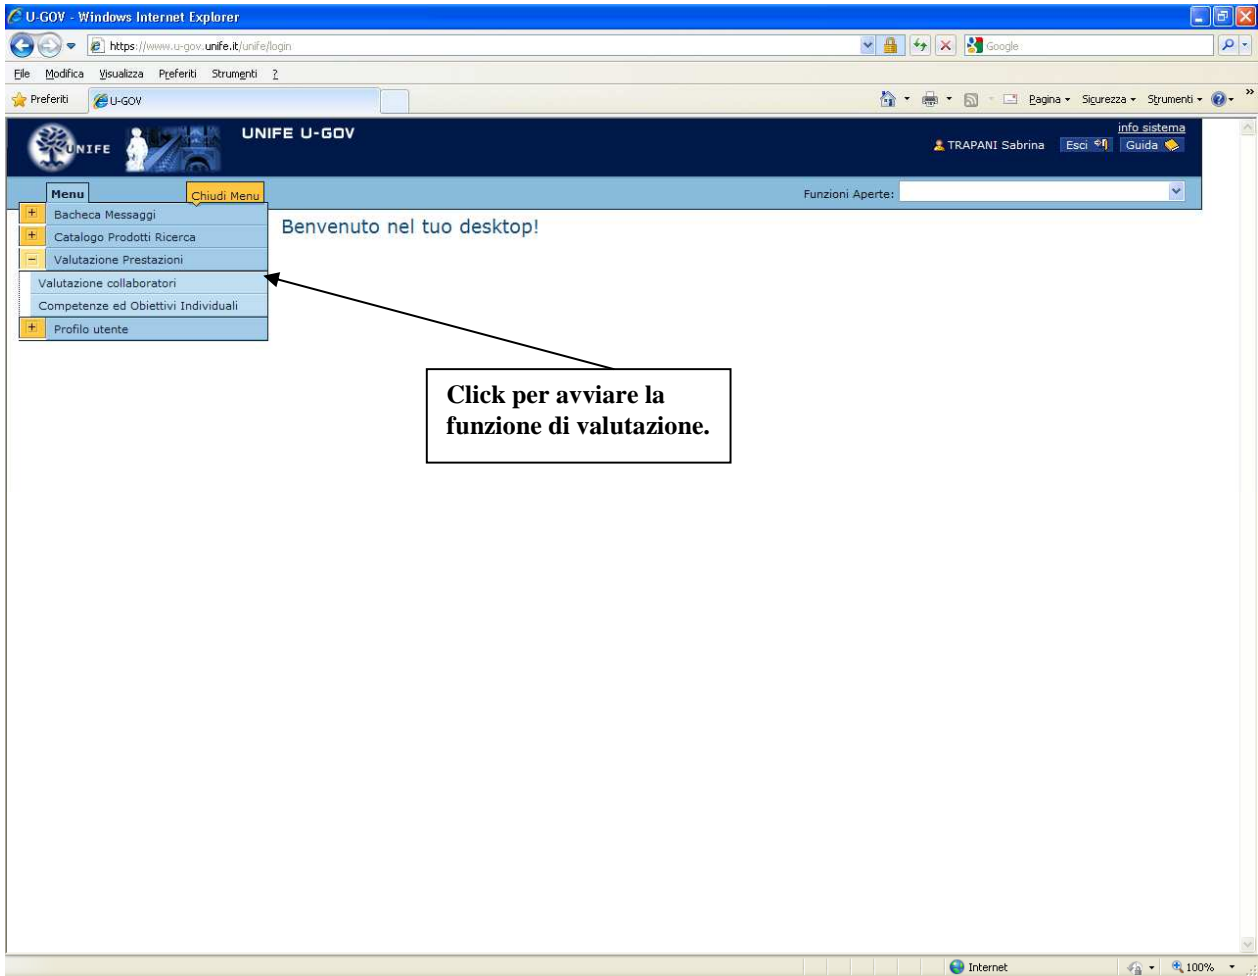 U-GOV - Windows Internet Explorer
https://www.u-gov.unife.it/unife/login
Google
File Modifica Visualizza Preferiti Strumenti ?
Preferiti U-GOV Pagina Sicurezza Strumenti
UNIFE UNIFE U-GOV
info sistema
TRAPANI Sabrina Esci Guida
Menu Chiudi Menu Funzioni Aperte:
Bacheca Messaggi
Catalogo Prodotti Ricerca
Valutazione Prestazioni
Valutazione collaboratori
Competenze ed Obiettivi Individuali
Profilo utente
Benvenuto nel tuo desktop!
Click per avviare la
funzione di valutazione.
Internet 100%